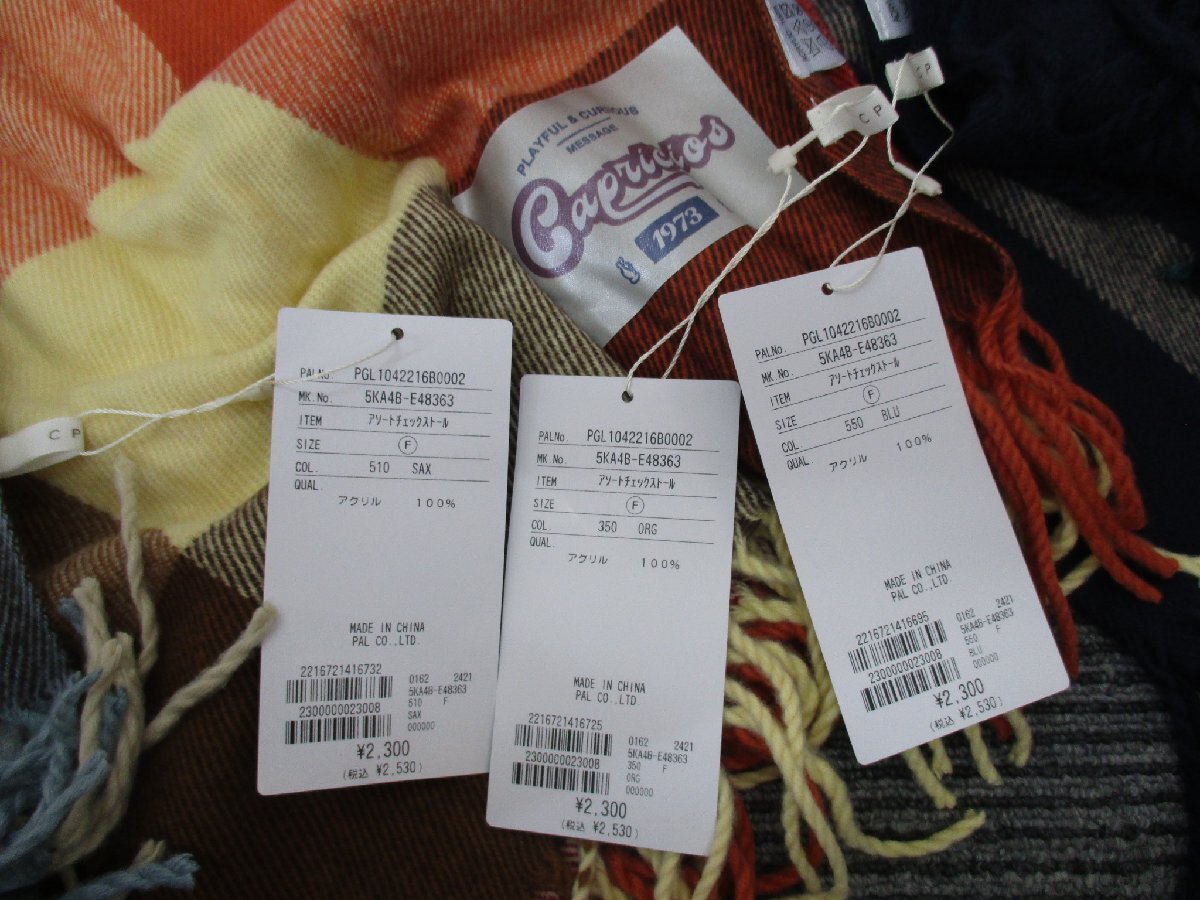 PLAYFUL & CURIOUS
MESSAGE
Capricios
1973
C P
C P
C P
PALNo. PGL1042216B0002
MK.No. 5KA4B-E48363
ITEM アソートチェックストール
SIZE F
COL. 510 SAX
QUAL.
アクリル 100%
MADE IN CHINA
PAL CO.,LTD.
2216721416732
2300000023008
0162 2421
5KA4B-E48363
510 F
SAX
000000
¥2,300
(税込 ¥2,530)
PALNo. PGL1042216B0002
MK.No. 5KA4B-E48363
ITEM アソートチェックストール
SIZE F
COL. 350 ORG
QUAL.
アクリル 100%
MADE IN CHINA
PAL CO.,LTD
2216721416725
2300000023008
0162 2421
5KA4B-E48363
350 F
ORG
000000
¥2,300
(税込 ¥2,530)
PALNo. PGL1042216B0002
MK.No. 5KA4B-E48363
ITEM アソートチェックストール
SIZE F
COL. 550 BLU
QUAL. アクリル 100%
MADE IN CHINA
PAL CO.,LTD.
2216721416695
2300000023008
0162 2421
5KA4B-E48363
550 F
BLU
000000
¥2,300
(税込 ¥2,530)